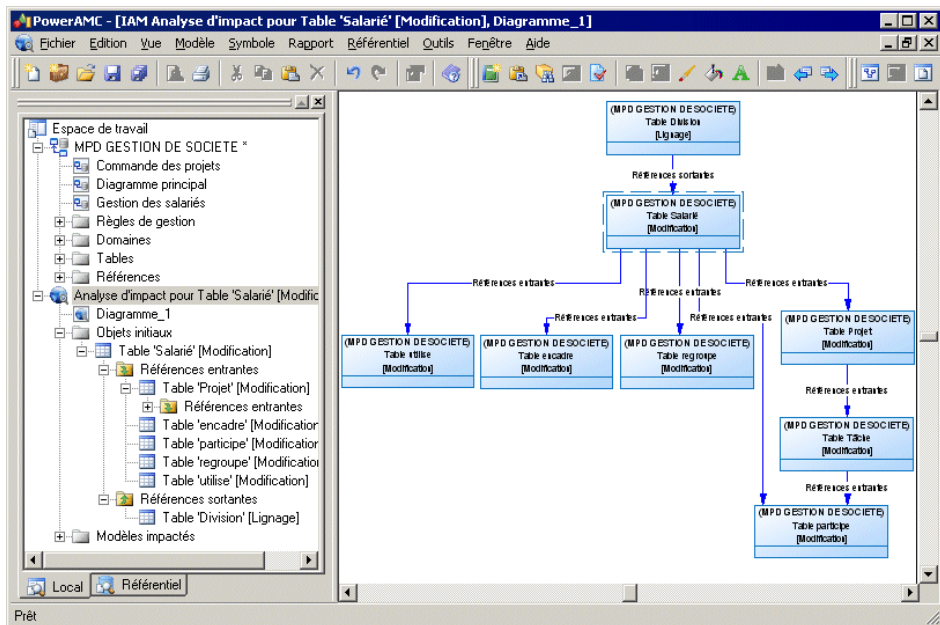 PowerAMC - [IAM Analyse d'impact pour Table 'Salarié' [Modification], Diagramme_1]
Fichier Edition Vue Modèle Symbole Rapport Référentiel Outils Fenêtre Aide
Espace de travail
MPD GESTION DE SOCIETE *
Commande des projets
Diagramme principal
Gestion des salariés
Règles de gestion
Domaines
Tables
Références
Analyse d'impact pour Table 'Salarié' [Modific
Diagramme_1
Objets initiaux
Table 'Salarié' [Modification]
Références entrantes
Table 'Projet' [Modification]
Références entrantes
Table 'encadre' [Modification
Table 'participe' [Modification
Table 'regroupe' [Modification
Table 'utilise' [Modification]
Références sortantes
Table 'Division' [Lignage]
Modèles impactés
Local Référentiel
Prêt
(MPD GESTION DE SOCIETE)
Table Division
[Lignage]
Références sortantes
(MPD GESTION DE SOCIETE)
Table Salarié
[Modification]
Références entrantes
Références entrantes
Références entrantes
Références entrantes
Références entrantes
(MPD GESTION DE SOCIETE)
Table utilise
[Modification]
(MPD GESTION DE SOCIETE)
Table encadre
[Modification]
(MPD GESTION DE SOCIETE)
Table regroupe
[Modification]
(MPD GESTION DE SOCIETE)
Table Projet
[Modification]
Références entrantes
(MPD GESTION DE SOCIETE)
Table Tâche
[Modification]
Références entrantes
(MPD GESTION DE SOCIETE)
Table participe
[Modification]